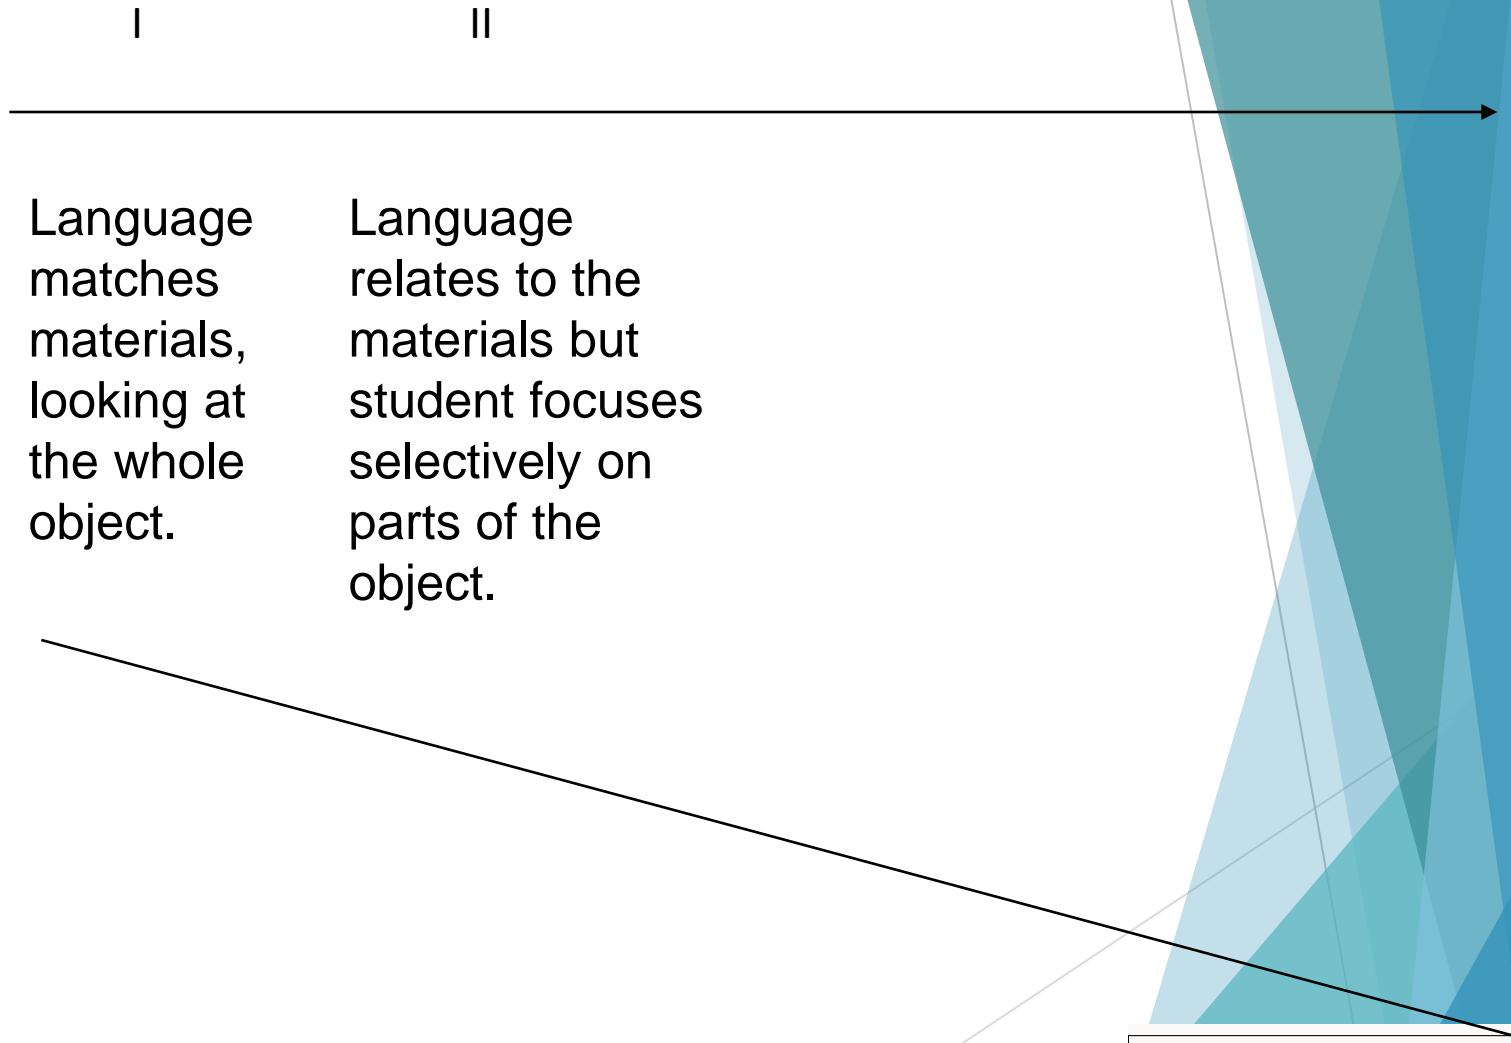 I
II
Language
matches
materials,
looking at
the whole
object.
Language
relates to the
materials but
student focuses
selectively on
parts of the
object.